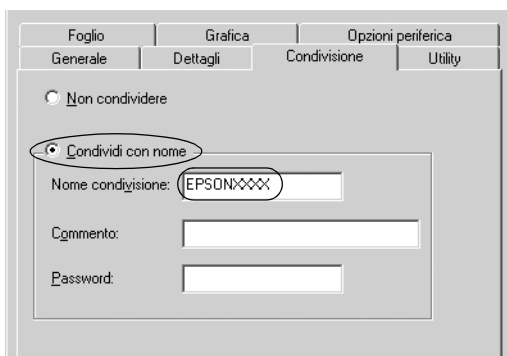 Foglio Grafica Opzioni periferica
Generale Dettagli Condivisione Utility
Non condividere
Condividi con nome
Nome condivisione: EPSONXXXX
Commento:
Password: